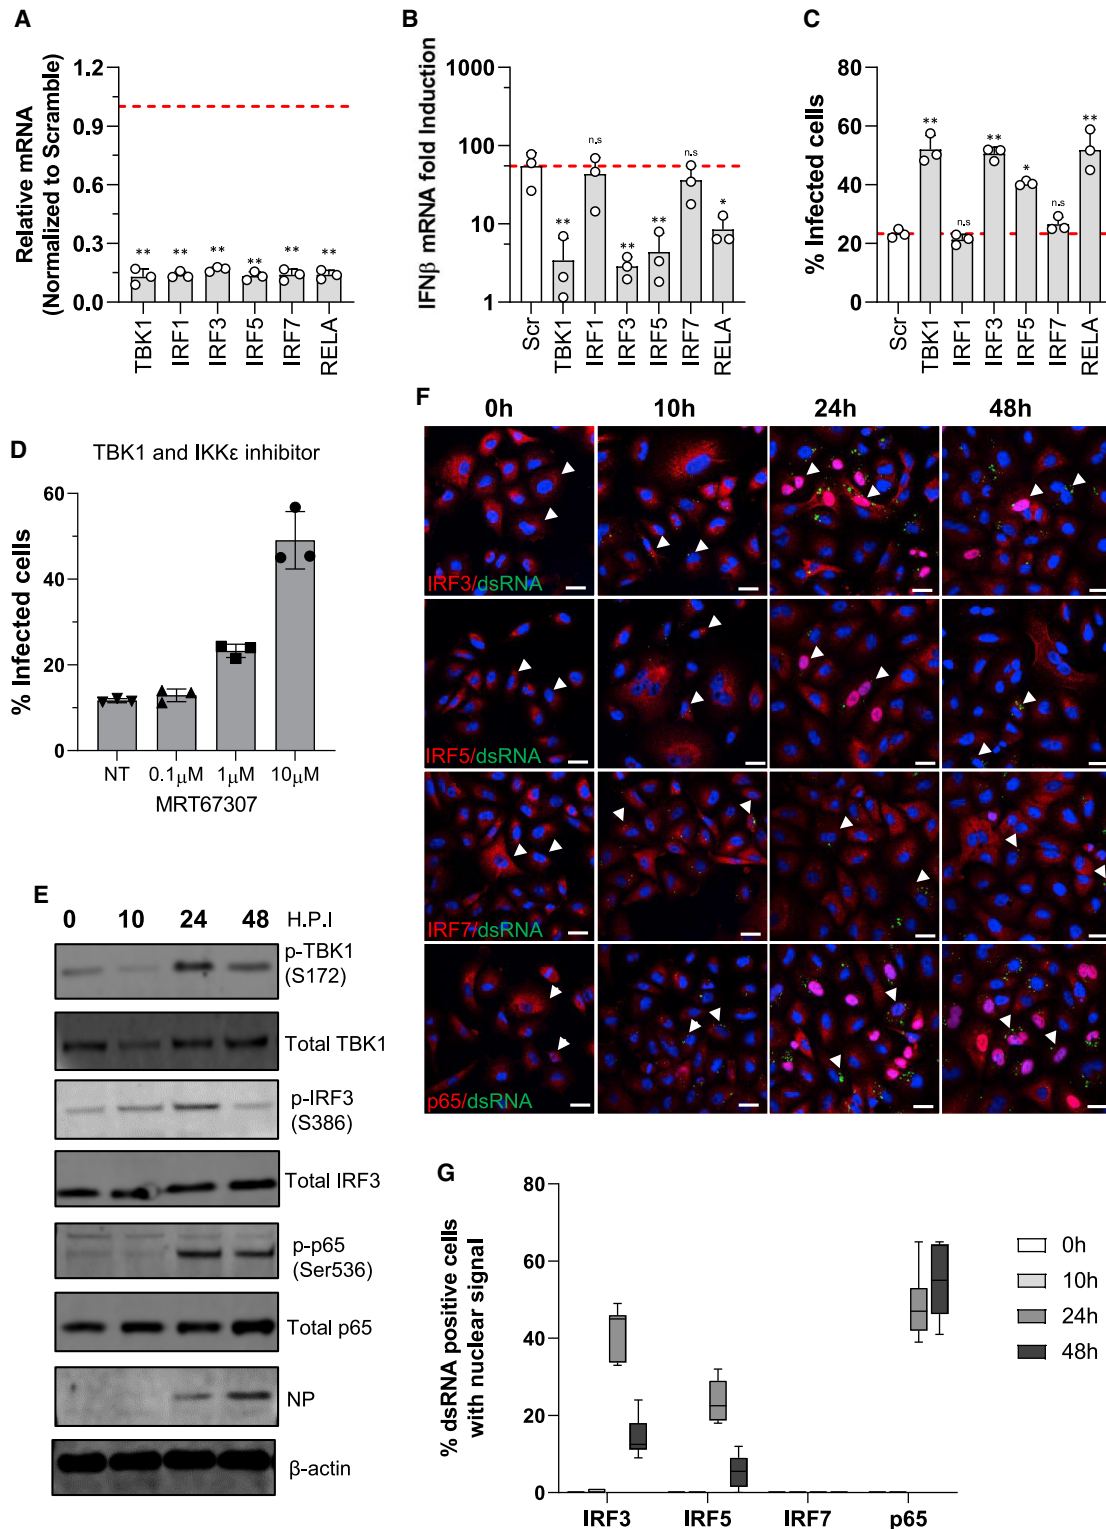 A
Relative mRNA
(Normalized to Scramble)
1.2
0.9
0.6
0.3
0.0
** ** ** ** ** **
TBK1 IRF1 IRF3 IRF5 IRF7 RELA
B
IFNβ mRNA fold Induction
1000
100
10
1
** n.s ** ** n.s *
Scr TBK1 IRF1 IRF3 IRF5 IRF7 RELA
C
% Infected cells
80
60
40
20
0
** n.s ** * n.s **
Scr TBK1 IRF1 IRF3 IRF5 IRF7 RELA
D
TBK1 and IKKε inhibitor
% Infected cells
60
40
20
0
NT 0.1μM 1μM 10μM
MRT67307
E
0 10 24 48 H.P.I
p-TBK1
(S172)
Total TBK1
p-IRF3
(S386)
Total IRF3
p-p65
(Ser536)
Total p65
NP
β-actin
F
0h 10h 24h 48h
IRF3/dsRNA
IRF5/dsRNA
IRF7/dsRNA
p65/dsRNA
G
% dsRNA positive cells
with nuclear signal
80
60
40
20
0
IRF3 IRF5 IRF7 p65
0h
10h
24h
48h